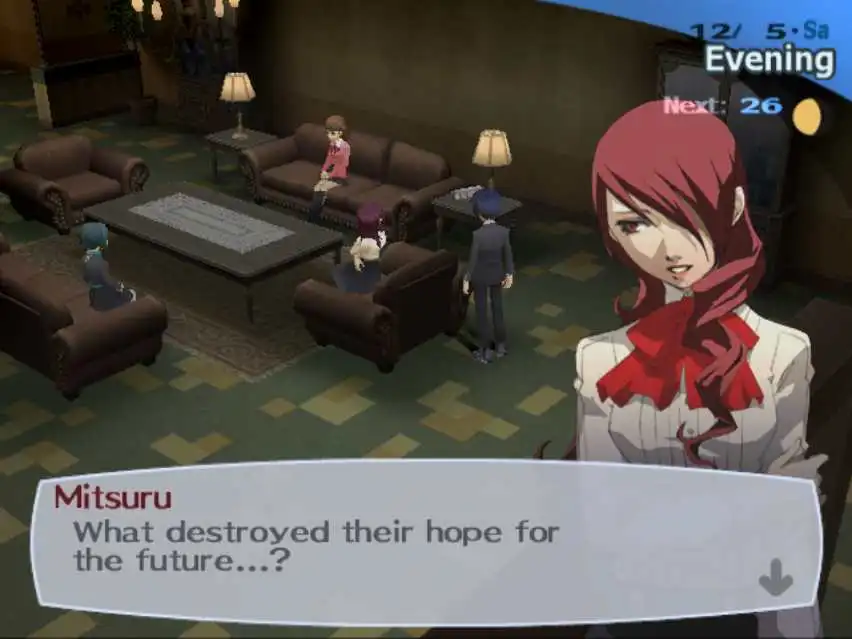 12/ 5・Sa
Evening
Next: 26
Mitsuru
What destroyed their hope for
the future...?